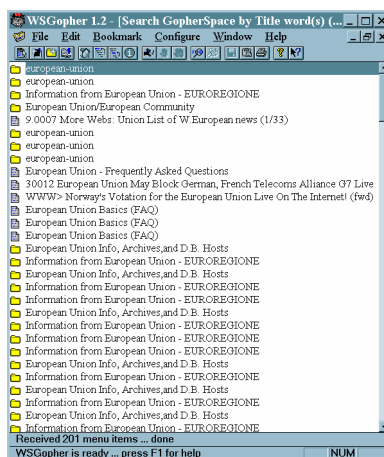 WSGopher 1.2 - [Search GopherSpace by Title word(s) (...
File Edit Bookmark Configure Window Help
european-union
european-union
Information from European Union - EUROREGIONE
European Union/European Community
9.0007 More Webs: Union List of W.European news (1/33)
european-union
european-union
european-union
European Union - Frequently Asked Questions
30012 European Union May Block German, French Telecoms Alliance G7 Live
WWW> Norway's Votation for the European Union Live On The Internet! (fwd)
European Union Basics (FAQ)
European Union Basics (FAQ)
European Union Basics (FAQ)
European Union Info, Archives,and D.B. Hosts
Information from European Union - EUROREGIONE
European Union Info, Archives,and D.B. Hosts
Information from European Union - EUROREGIONE
European Union Info, Archives,and D.B. Hosts
Information from European Union - EUROREGIONE
Information from European Union - EUROREGIONE
European Union Info, Archives,and D.B. Hosts
Information from European Union - EUROREGIONE
European Union Info, Archives,and D.B. Hosts
Information from European Union - EUROREGIONE
Information from European Union - EUROREGIONE
European Union Info, Archives,and D.B. Hosts
Information from European Union - EUROREGIONE
Received 201 menu items ... done
WSGopher is ready ... press F1 for help NUM